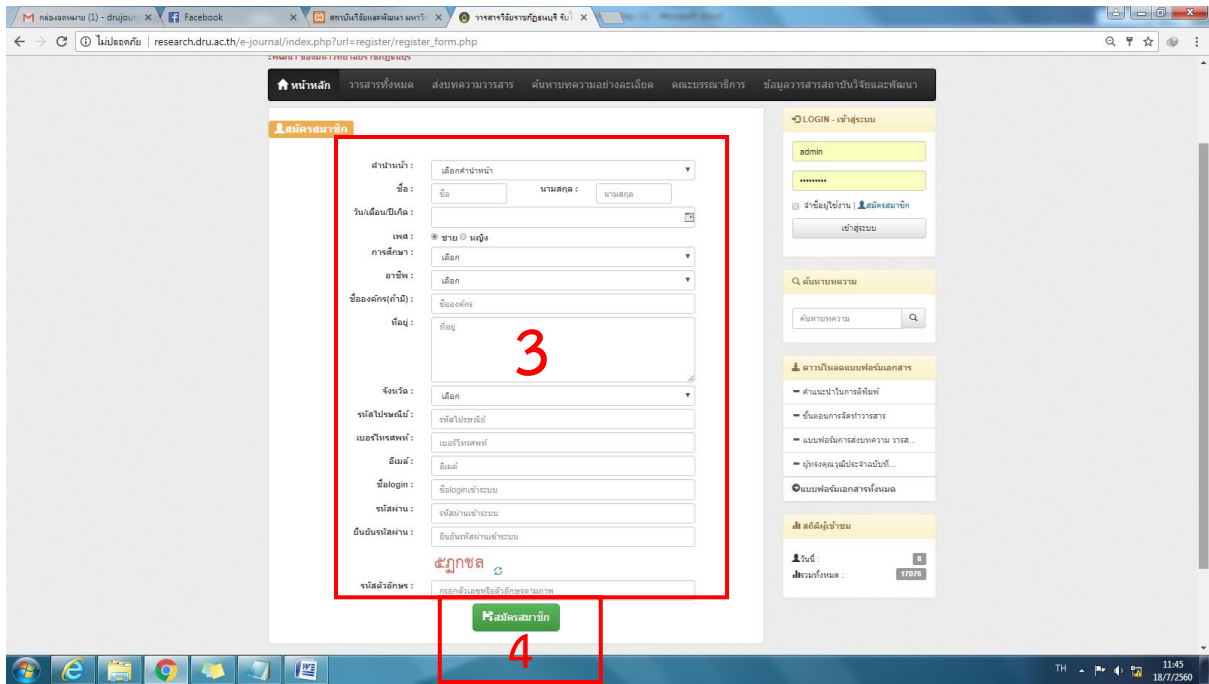 กล่องจดหมาย (1) - drujourn
Facebook
สถาบันวิจัยและพัฒนา มหาวิท
วารสารวิจัยราชภัฏธนบุรี รับใ
ไม่ปลอดภัย | research.dru.ac.th/e-journal/index.php?url=register/register_form.php
หน้าหลัก วารสารทั้งหมด ส่งบทความวารสาร ค้นหาบทความอย่างละเอียด คณะบรรณาธิการ ข้อมูลวารสารสถาบันวิจัยและพัฒนา
สมัครสมาชิก
คำนำหน้า : เลือกคำนำหน้า
ชื่อ : ชื่อ นามสกุล : นามสกุล
วัน/เดือน/ปีเกิด :
เพศ : ชาย หญิง
การศึกษา : เลือก
อาชีพ : เลือก
ชื่อองค์กร(ถ้ามี) : ชื่อองค์กร
ที่อยู่ : ที่อยู่
3
จังหวัด : เลือก
รหัสไปรษณีย์ : รหัสไปรษณีย์
เบอร์โทรศัพท์ : เบอร์โทรศัพท์
อีเมล์ : อีเมล์
ชื่อlogin : ชื่อloginเข้าระบบ
รหัสผ่าน : รหัสผ่านเข้าระบบ
ยืนยันรหัสผ่าน : ยืนยันรหัสผ่านเข้าระบบ
๕ฏกชล
รหัสตัวอักษร : กรอกตัวเลขหรือตัวอักษรตามภาพ
สมัครสมาชิก
4
LOGIN - เข้าสู่ระบบ
admin
•••••••••
จำชื่อผู้ใช้งาน | สมัครสมาชิก
เข้าสู่ระบบ
ค้นหาบทความ
ค้นหาบทความ
ดาวน์โหลดแบบฟอร์มเอกสาร
คำแนะนำในการตีพิมพ์
ขั้นตอนการจัดทำวารสาร
แบบฟอร์มการส่งบทความ วารส...
ผู้ทรงคุณวุฒิประจำฉบับที่...
แบบฟอร์มเอกสารทั้งหมด
สถิติผู้เข้าชม
วันนี้ : 8
รวมทั้งหมด : 17076
TH
11:45
18/7/2560